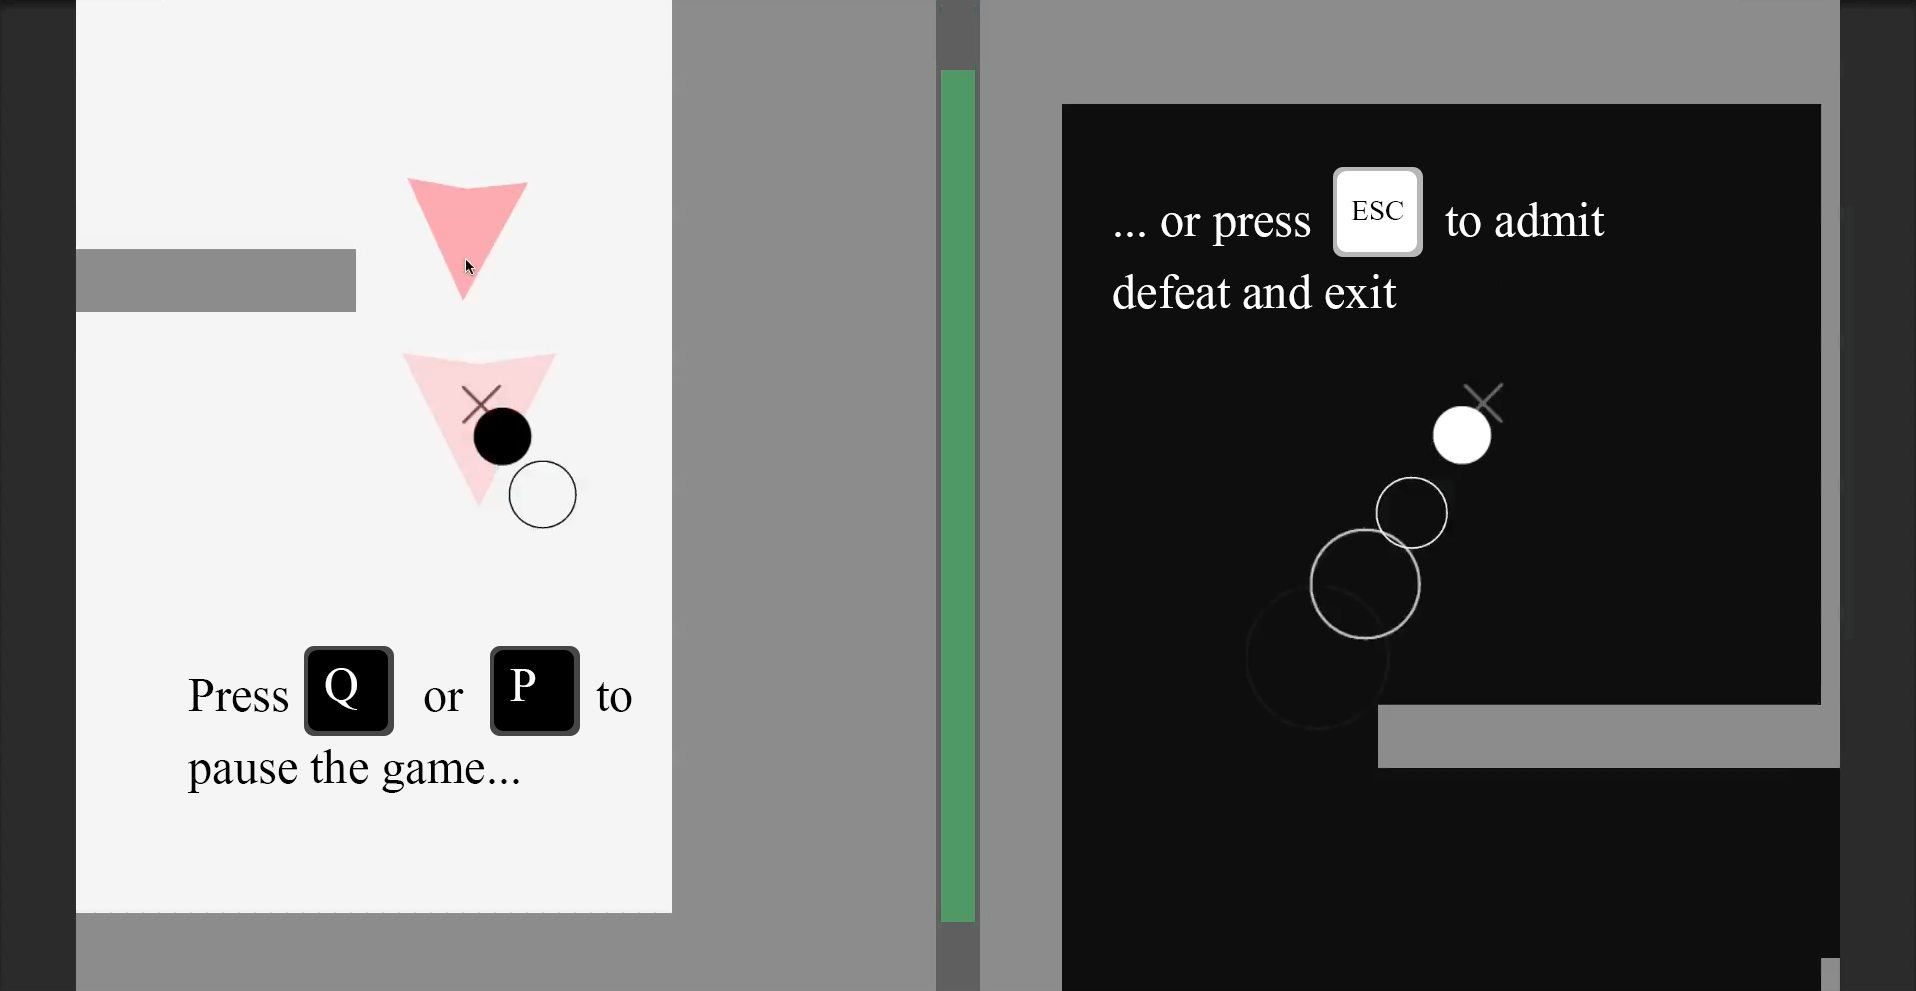 Press Q or P to
pause the game...
... or press ESC to admit
defeat and exit